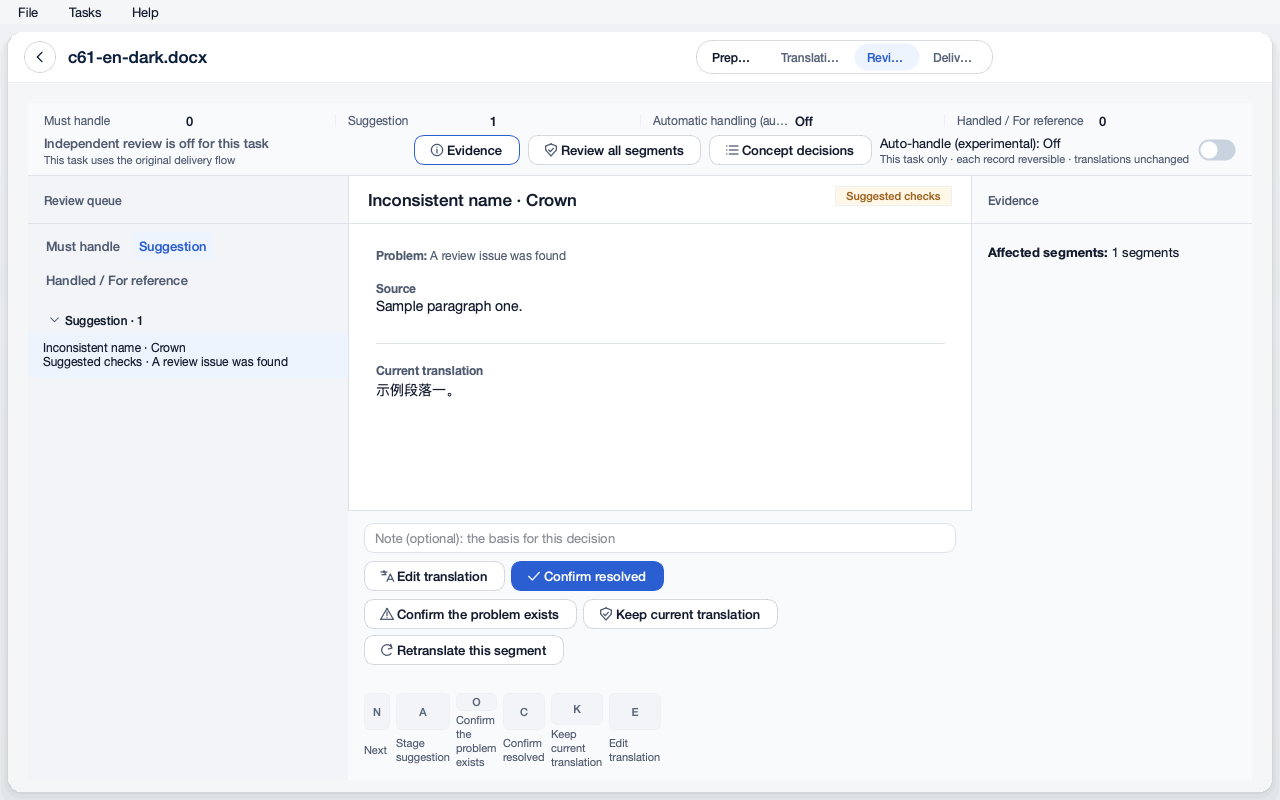 File Tasks Help
c61-en-dark.docx
Prep... Translati... Revi... Deliv...
Must handle 0 Suggestion 1 Automatic handling (au... Off Handled / For reference 0
Independent review is off for this task
This task uses the original delivery flow
Evidence Review all segments Concept decisions
Auto-handle (experimental): Off
This task only · each record reversible · translations unchanged
Review queue
Must handle Suggestion
Handled / For reference
Suggestion · 1
Inconsistent name · Crown
Suggested checks · A review issue was found
Inconsistent name · Crown
Suggested checks
Problem: A review issue was found
Source
Sample paragraph one.
Current translation
示例段落一。
Note (optional): the basis for this decision
Edit translation Confirm resolved
Confirm the problem exists Keep current translation
Retranslate this segment
N
Next
A
Stage
suggestion
O
Confirm
the
problem
exists
C
Confirm
resolved
K
Keep
current
translation
E
Edit
translation
Evidence
Affected segments: 1 segments